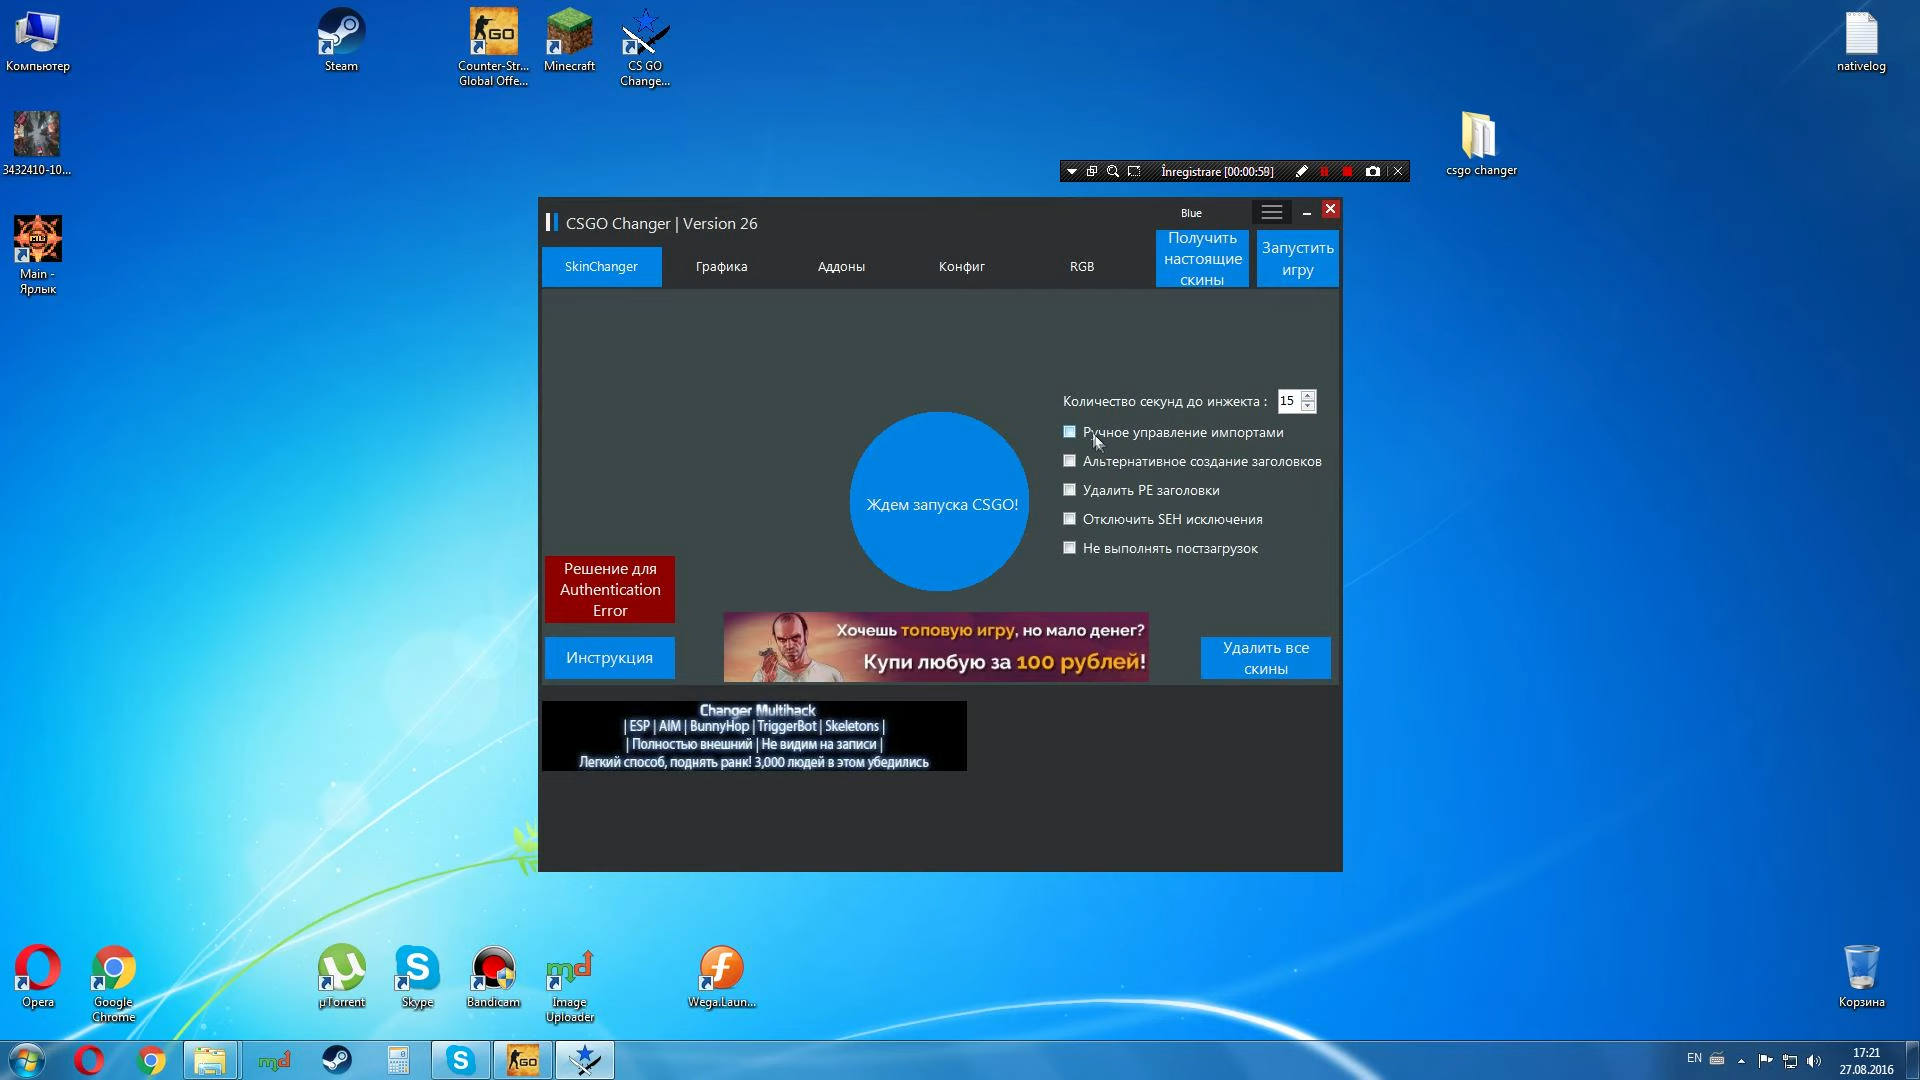 Компьютер
Steam
Counter-Str...
Global Offe...
Minecraft
CS GO
Change...
nativelog
3432410-10...
Înregistrare [00:00:59]
csgo changer
Main -
Ярлык
CSGO Changer | Version 26
Blue
SkinChanger
Графика
Аддоны
Конфиг
RGB
Получить
настоящие
скины
Запустить
игру
Количество секунд до инжекта :
15
Ручное управление импортами
Альтернативное создание заголовков
Удалить PE заголовки
Отключить SEH исключения
Не выполнять постзагрузок
Ждем запуска CSGO!
Решение для
Authentication
Error
Инструкция
Хочешь топовую игру, но мало денег?
Купи любую за 100 рублей!
Удалить все
скины
Changer Multihack
| ESP | AIM | BunnyHop | TriggerBot | Skeletons |
| Полностью внешний | Не видим на записи |
Легкий способ, поднять ранк! 3,000 людей в этом убедились
Opera
Google
Chrome
µTorrent
Skype
Bandicam
Image
Uploader
Wega.Laun...
Корзина
EN
17:21
27.08.2016